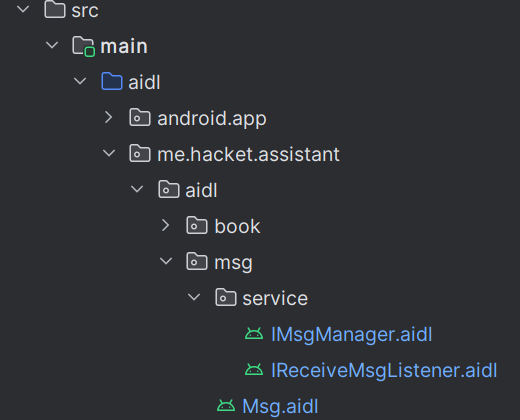 src
main
aidl
android.app
me.hacket.assistant
aidl
book
msg
service
IMsgManager.aidl
IReceiveMsgListener.aidl
Msg.aidl